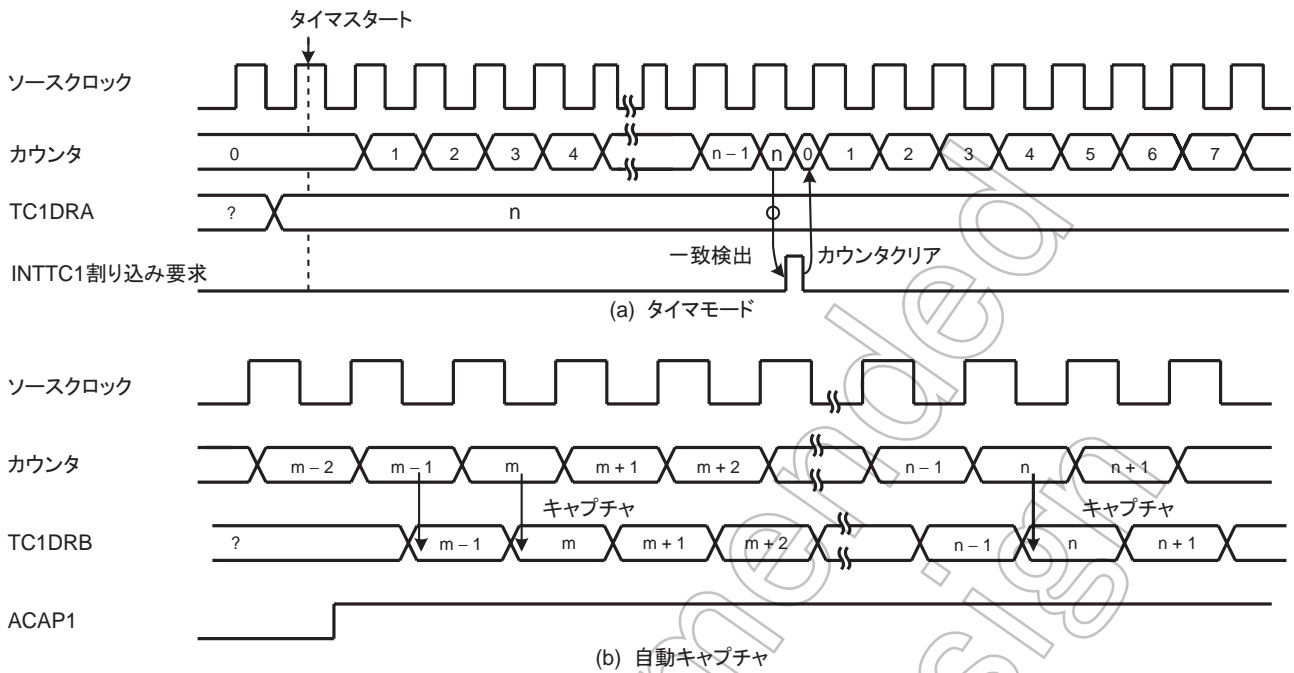 タイマスタート
ソースクロック
カウンタ 0 1 2 3 4 n – 1 n 0 1 2 3 4 5 6 7
TC1DRA ? n
一致検出 カウンタクリア
INTTC1割り込み要求
(a) タイマモード
ソースクロック
カウンタ m – 2 m – 1 m m + 1 m + 2 n – 1 n n + 1
キャプチャ キャプチャ
TC1DRB ? m – 1 m m + 1 m + 2 n – 1 n n + 1
ACAP1
(b) 自動キャプチャ
mended
sign